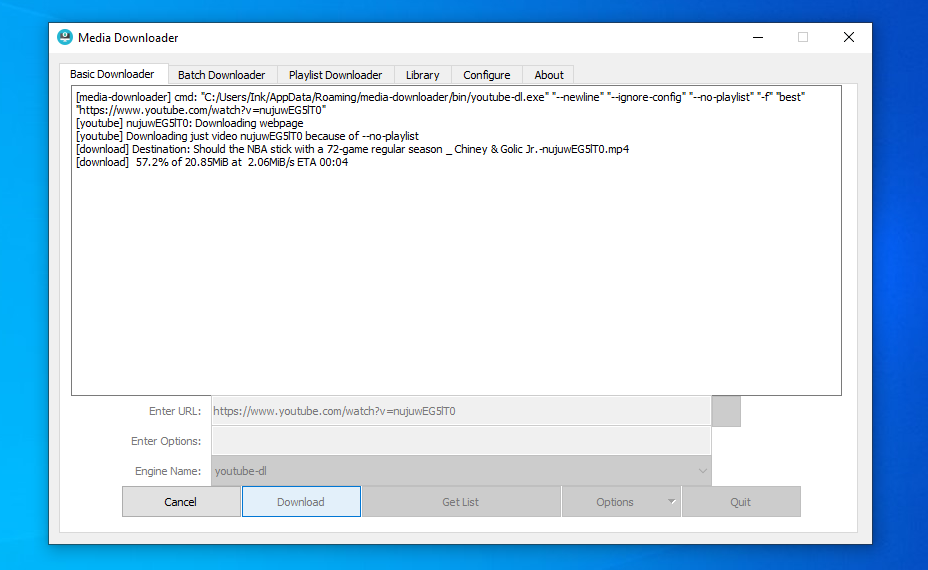 Media Downloader
Basic Downloader Batch Downloader Playlist Downloader Library Configure About
[media-downloader] cmd: "C:/Users/Ink/AppData/Roaming/media-downloader/bin/youtube-dl.exe" "--newline" "--ignore-config" "--no-playlist" "-f" "best"
"https://www.youtube.com/watch?v=nujuwEG5lT0"
[youtube] nujuwEG5lT0: Downloading webpage
[youtube] Downloading just video nujuwEG5lT0 because of --no-playlist
[download] Destination: Should the NBA stick with a 72-game regular season _ Chiney & Golic Jr.-nujuwEG5lT0.mp4
[download]  57.2% of 20.85MiB at  2.06MiB/s ETA 00:04
Enter URL: https://www.youtube.com/watch?v=nujuwEG5lT0
Enter Options:
Engine Name: youtube-dl
Cancel Download Get List Options Quit